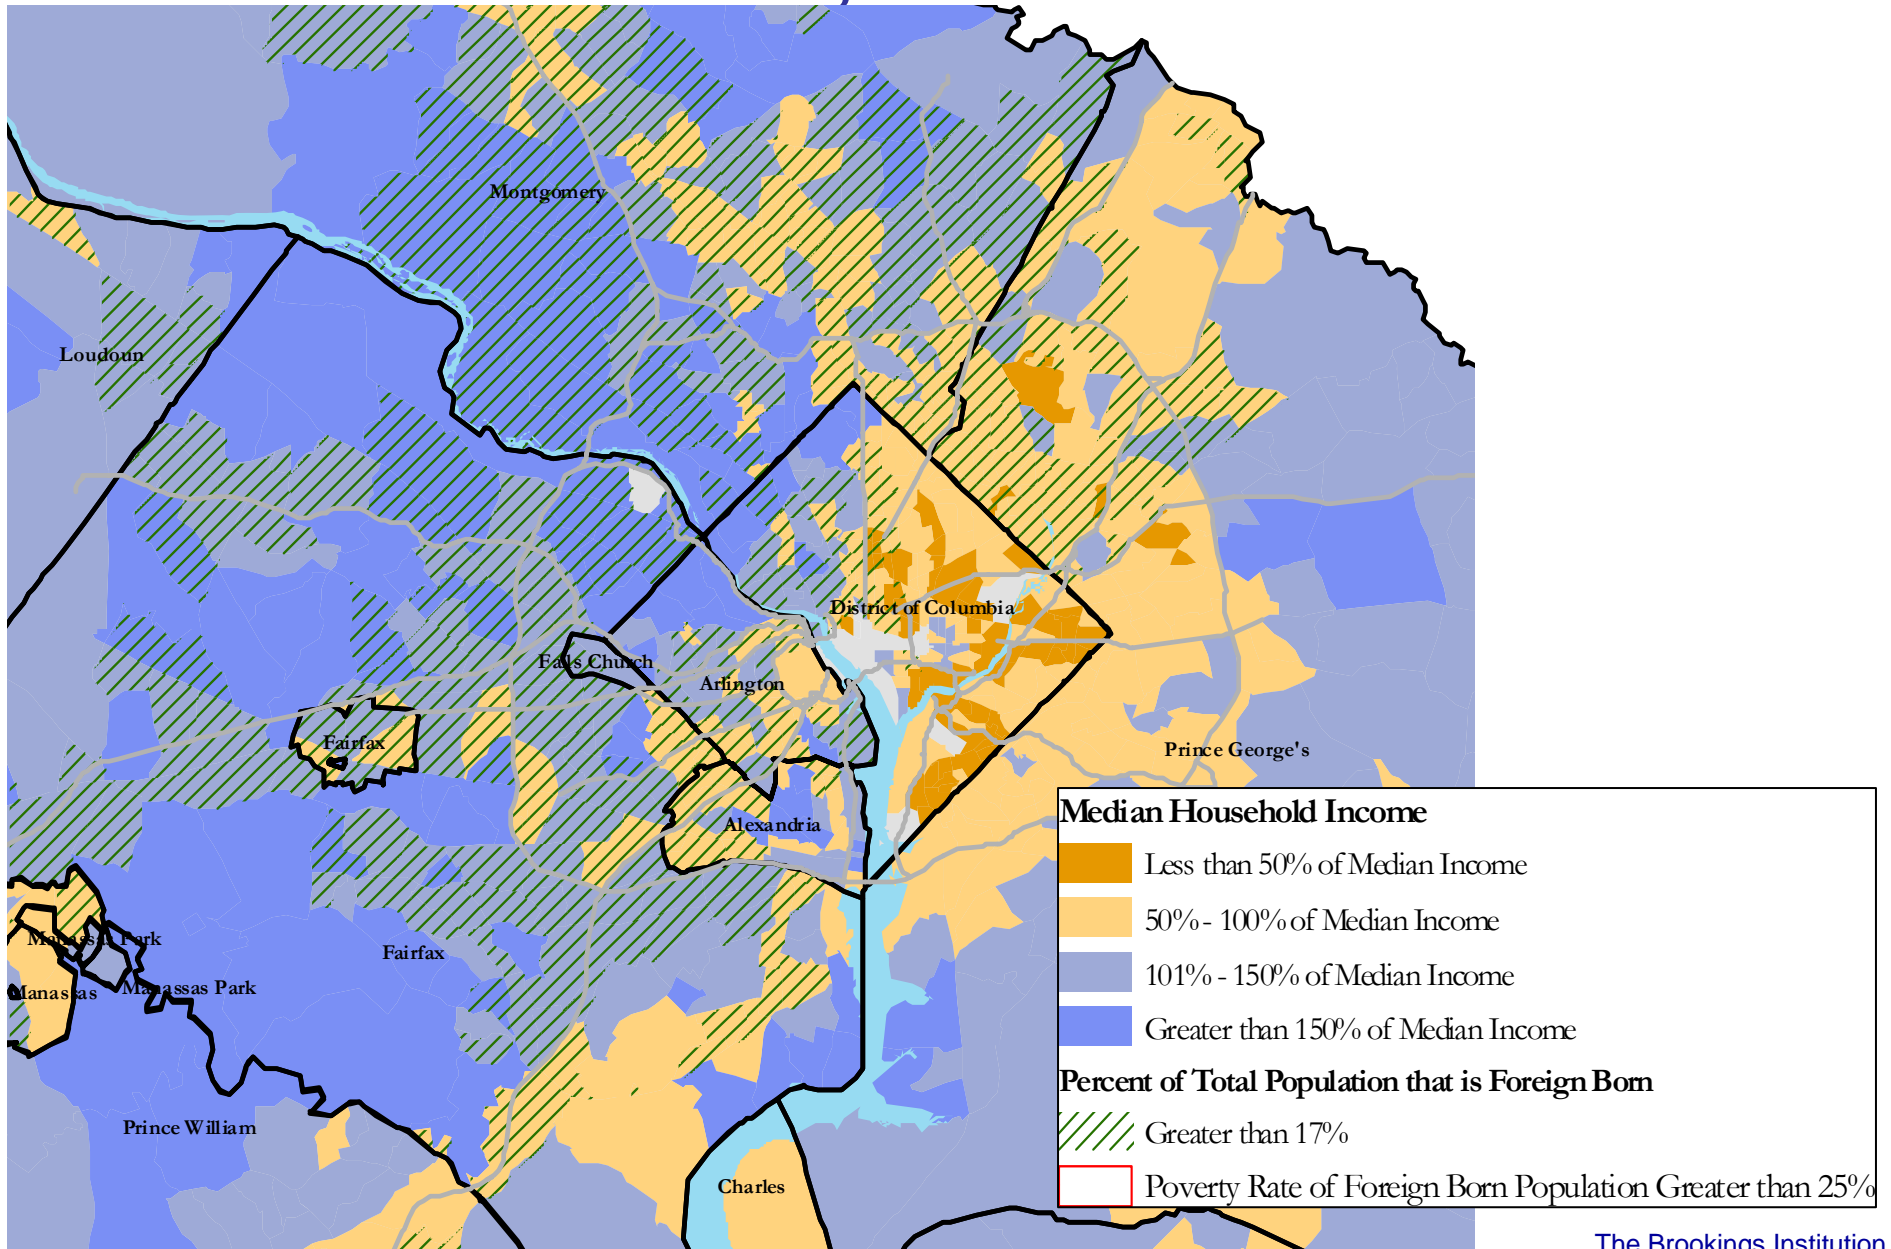 Montgomery
Loudoun
District of Columbia
Falls Church
Arlington
Fairfax
Prince George's
Alexandria
Manassas Park
Fairfax
Manassas
Manassas Park
Prince William
Charles
Median Household Income
Less than 50% of Median Income
50% - 100% of Median Income
101% - 150% of Median Income
Greater than 150% of Median Income
Percent of Total Population that is Foreign Born
Greater than 17%
Poverty Rate of Foreign Born Population Greater than 25%
The Brookings Institution